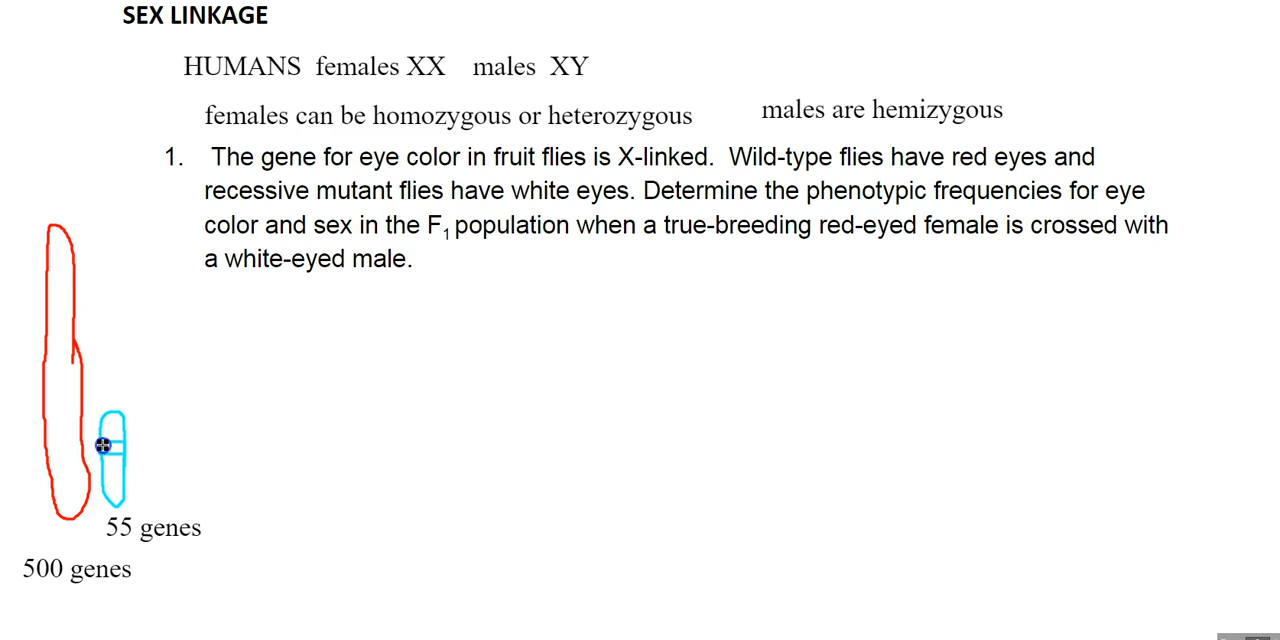 SEX LINKAGE
HUMANS females XX males XY
females can be homozygous or heterozygous males are hemizygous
1. The gene for eye color in fruit flies is X-linked. Wild-type flies have red eyes and
recessive mutant flies have white eyes. Determine the phenotypic frequencies for eye
color and sex in the F1 population when a true-breeding red-eyed female is crossed with
a white-eyed male.
55 genes
500 genes